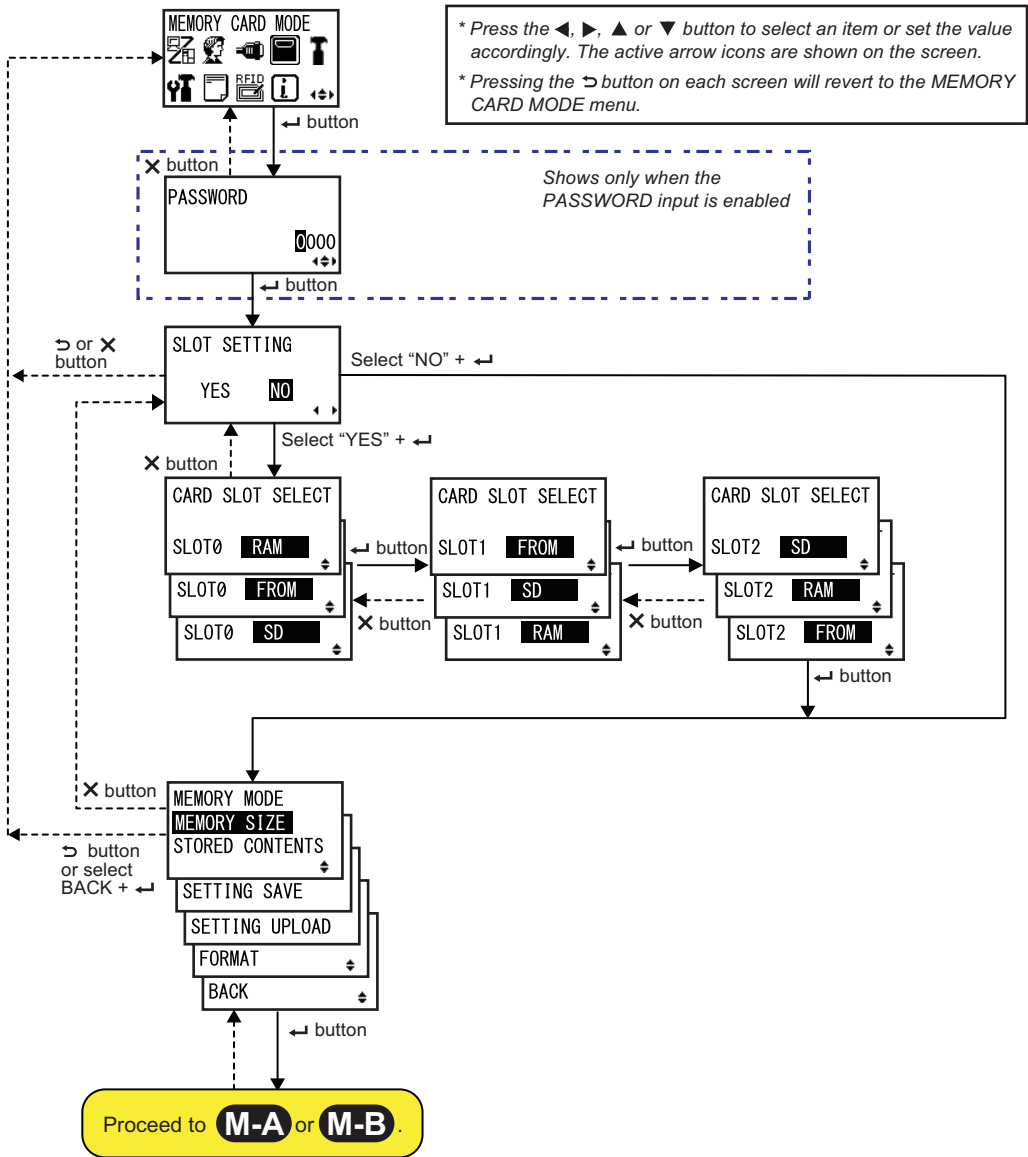 MEMORY CARD MODE
RFID
i
* Press the ◀, ▶, ▲ or ▼ button to select an item or set the value
accordingly. The active arrow icons are shown on the screen.
* Pressing the ⮌ button on each screen will revert to the MEMORY
CARD MODE menu.
↵ button
✕ button
PASSWORD
0000
Shows only when the
PASSWORD input is enabled
↵ button
⮌ or ✕
button
SLOT SETTING
YES NO
Select “NO” + ↵
Select “YES” + ↵
✕ button
CARD SLOT SELECT
SLOT0 RAM
SLOT0 FROM
SLOT0 SD
↵ button
✕ button
CARD SLOT SELECT
SLOT1 FROM
SLOT1 SD
SLOT1 RAM
↵ button
✕ button
CARD SLOT SELECT
SLOT2 SD
SLOT2 RAM
SLOT2 FROM
↵ button
✕ button
⮌ button
or select
BACK + ↵
MEMORY MODE
MEMORY SIZE
STORED CONTENTS
SETTING SAVE
SETTING UPLOAD
FORMAT
BACK
↵ button
Proceed to M-A or M-B .